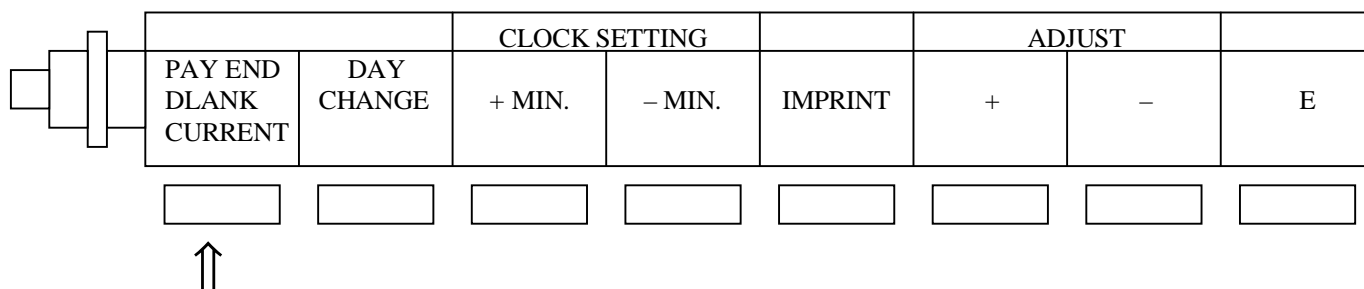 CLOCK SETTING ADJUST
PAY END DAY
DLANK CHANGE + MIN. – MIN. IMPRINT + – E
CURRENT